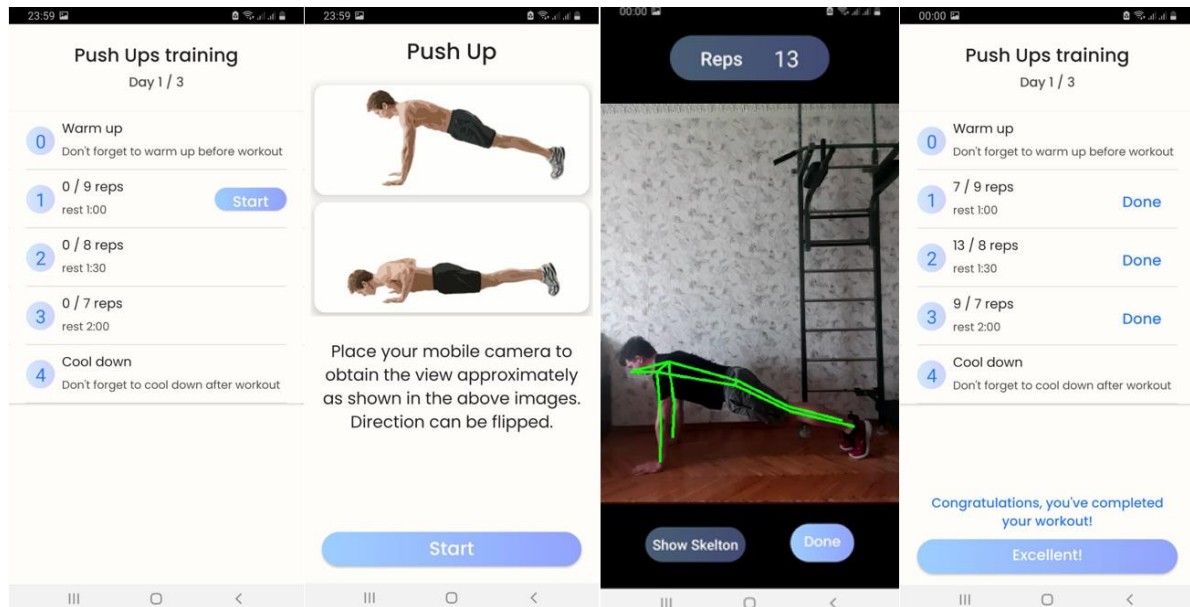 23:59
Push Ups training
Day 1 / 3
0
Warm up
Don't forget to warm up before workout
1
0 / 9 reps
rest 1:00
Start
2
0 / 8 reps
rest 1:30
3
0 / 7 reps
rest 2:00
4
Cool down
Don't forget to cool down after workout
23:59
Push Up
Place your mobile camera to
obtain the view approximately
as shown in the above images.
Direction can be flipped.
Start
00:00
Reps 13
Show Skelton
Done
00:00
Push Ups training
Day 1 / 3
0
Warm up
Don't forget to warm up before workout
1
7 / 9 reps
rest 1:00
Done
2
13 / 8 reps
rest 1:30
Done
3
9 / 7 reps
rest 2:00
Done
4
Cool down
Don't forget to cool down after workout
Congratulations, you've completed
your workout!
Excellent!